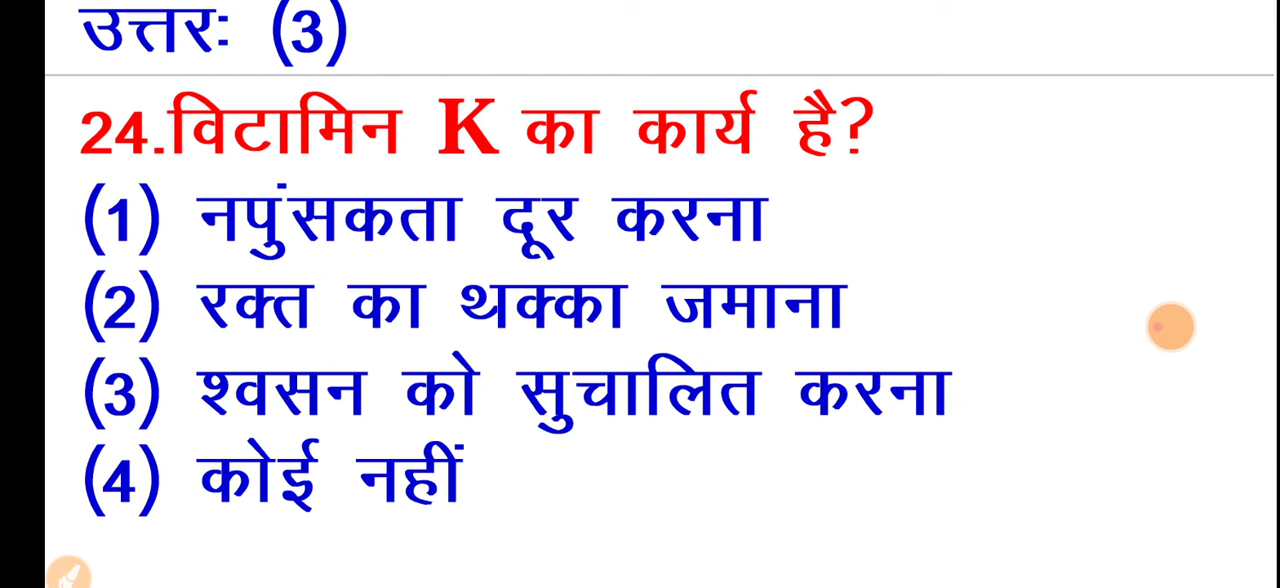 उत्तरः (3)
24.विटामिन K का कार्य है?
(1) नपुंसकता दूर करना
(2) रक्त का थक्का जमाना
(3) श्वसन को सुचालित करना
(4) कोई नहीं